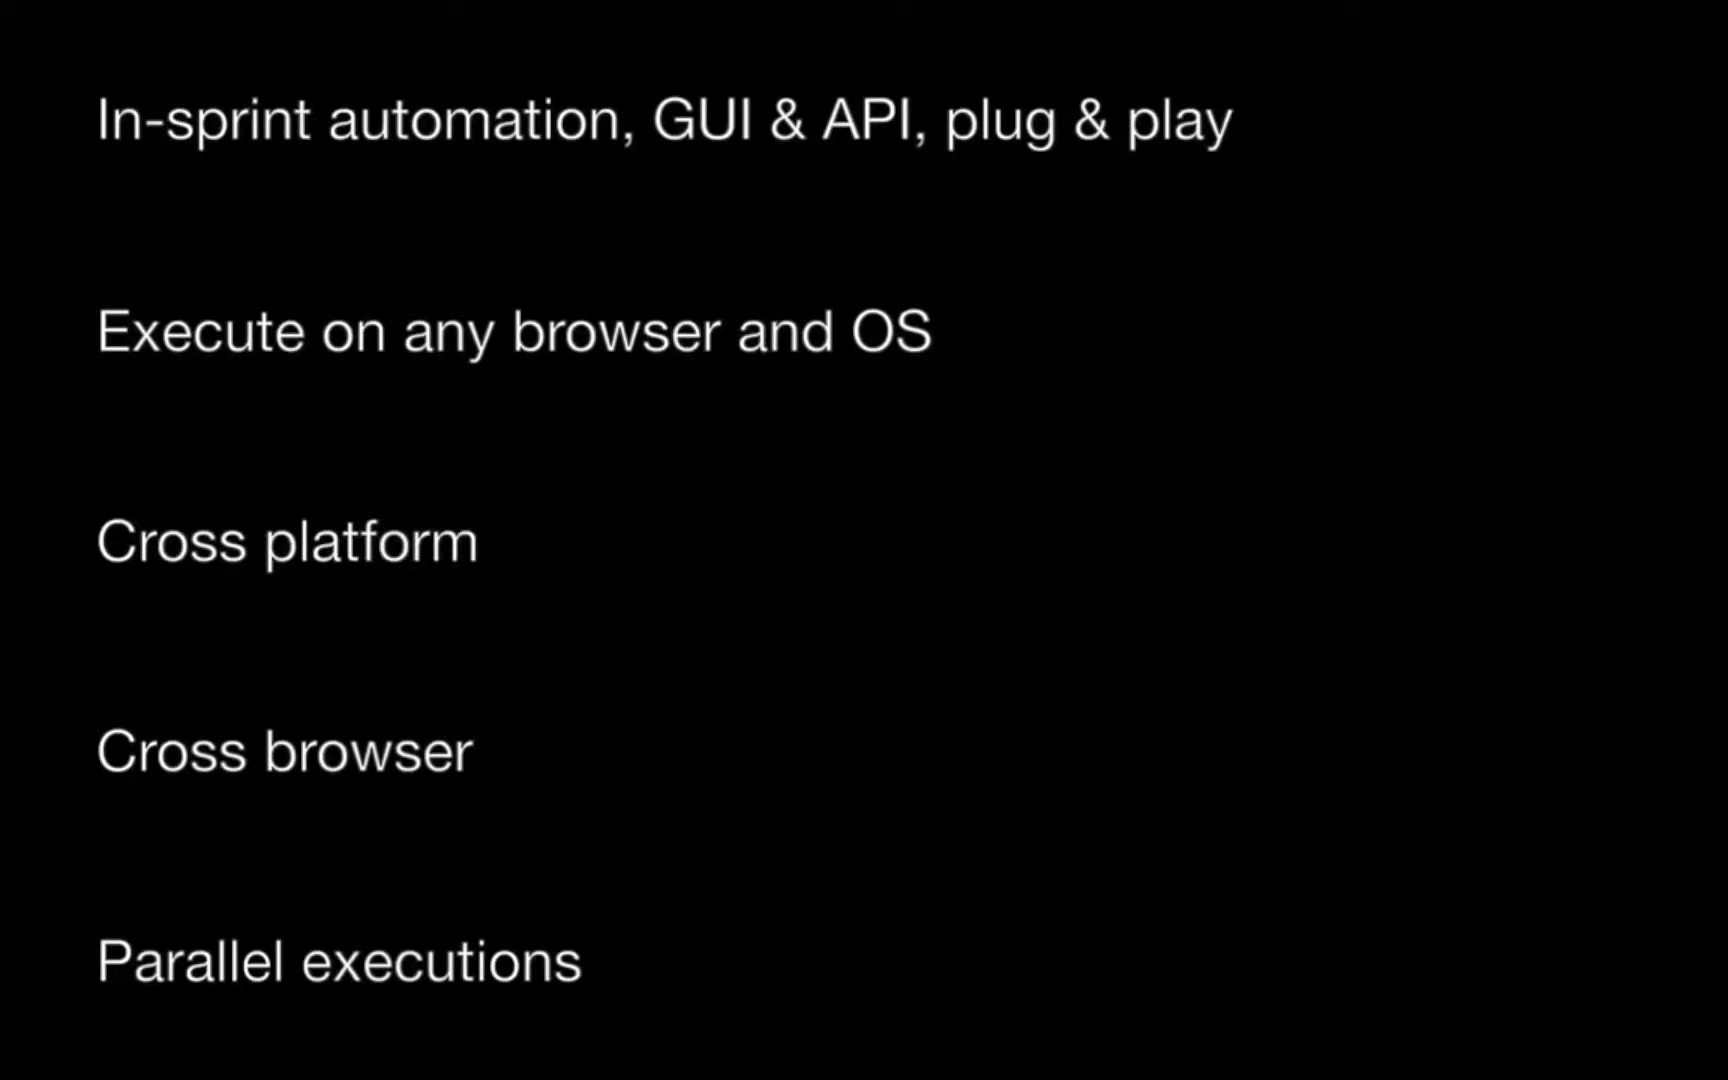 In-sprint automation, GUI & API, plug & play
Execute on any browser and OS
Cross platform
Cross browser
Parallel executions